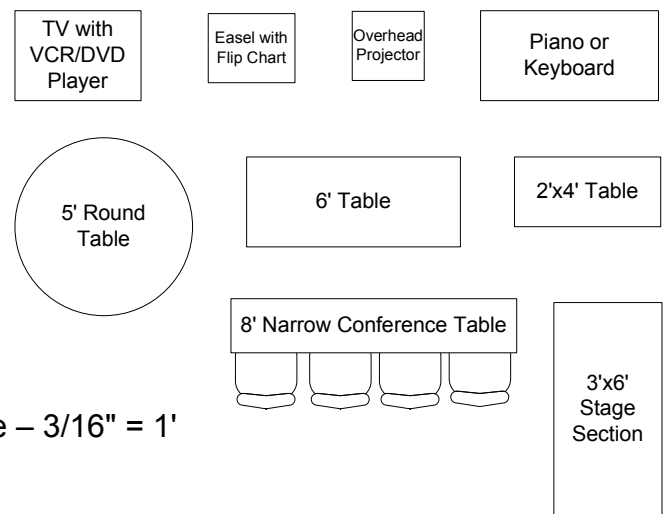 TV with
VCR/DVD
Player
Easel with
Flip Chart
Overhead
Projector
Piano or
Keyboard
5' Round
Table
6' Table
2'x4' Table
8' Narrow Conference Table
3'x6'
Stage
Section
– 3/16" = 1'